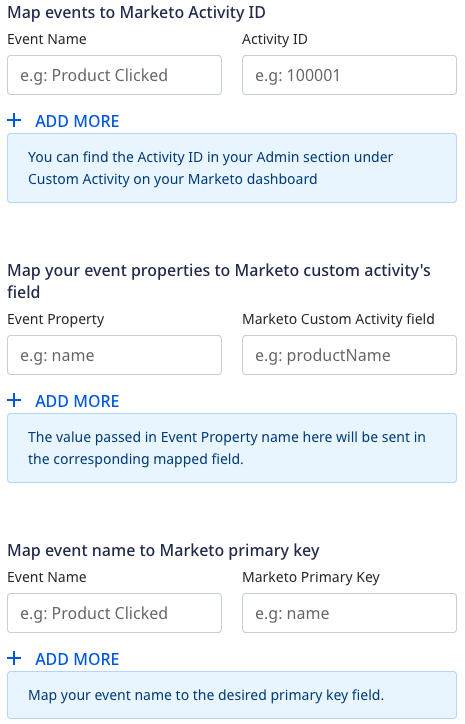 Map events to Marketo Activity ID
Event Name
Activity ID
e.g: Product Clicked
e.g: 100001
+ ADD MORE
You can find the Activity ID in your Admin section under
Custom Activity on your Marketo dashboard
Map your event properties to Marketo custom activity's
field
Event Property
Marketo Custom Activity field
e.g: name
e.g: productName
+ ADD MORE
The value passed in Event Property name here will be sent in
the corresponding mapped field.
Map event name to Marketo primary key
Event Name
Marketo Primary Key
e.g: Product Clicked
e.g: name
+ ADD MORE
Map your event name to the desired primary key field.